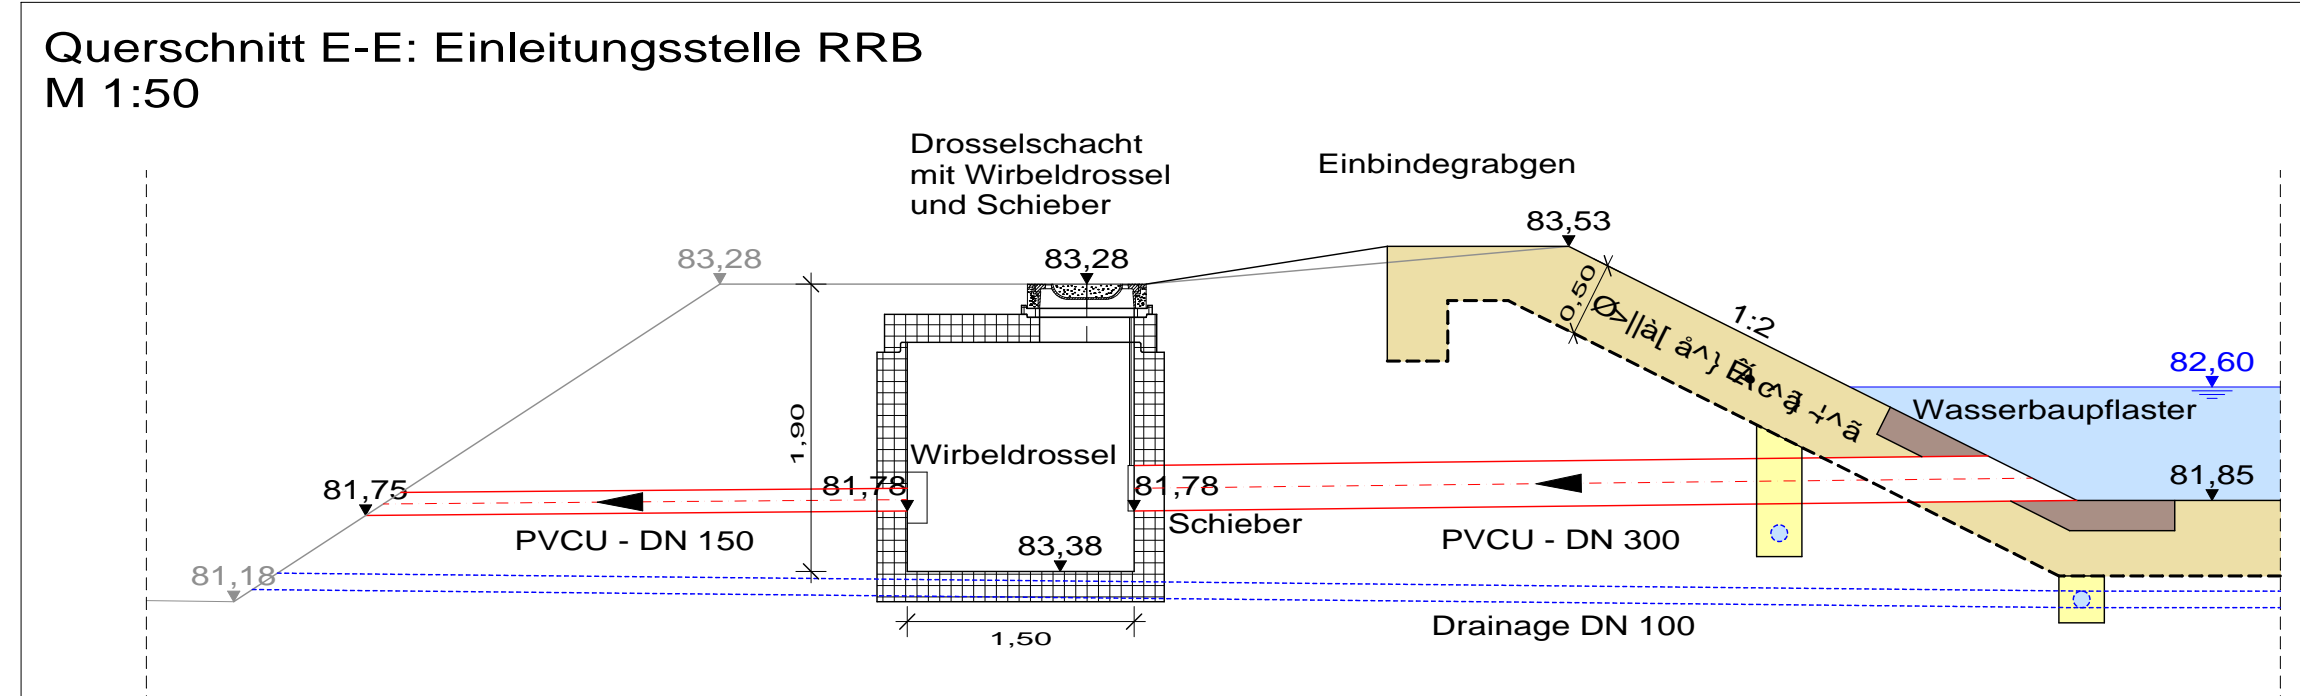 Querschnitt E-E: Einleitungsstelle RRB
M 1:50
Drosselschacht
mit Wirbeldrossel
und Schieber
Einbindegrabgen
83,53
83,28
83,28
0,50
1:2
82,60
Wasserbaupflaster
1,90
Wirbeldrossel
81,75
81,78
81,78
81,85
Schieber
PVCU - DN 150
83,38
PVCU - DN 300
81,18
1,50
Drainage DN 100